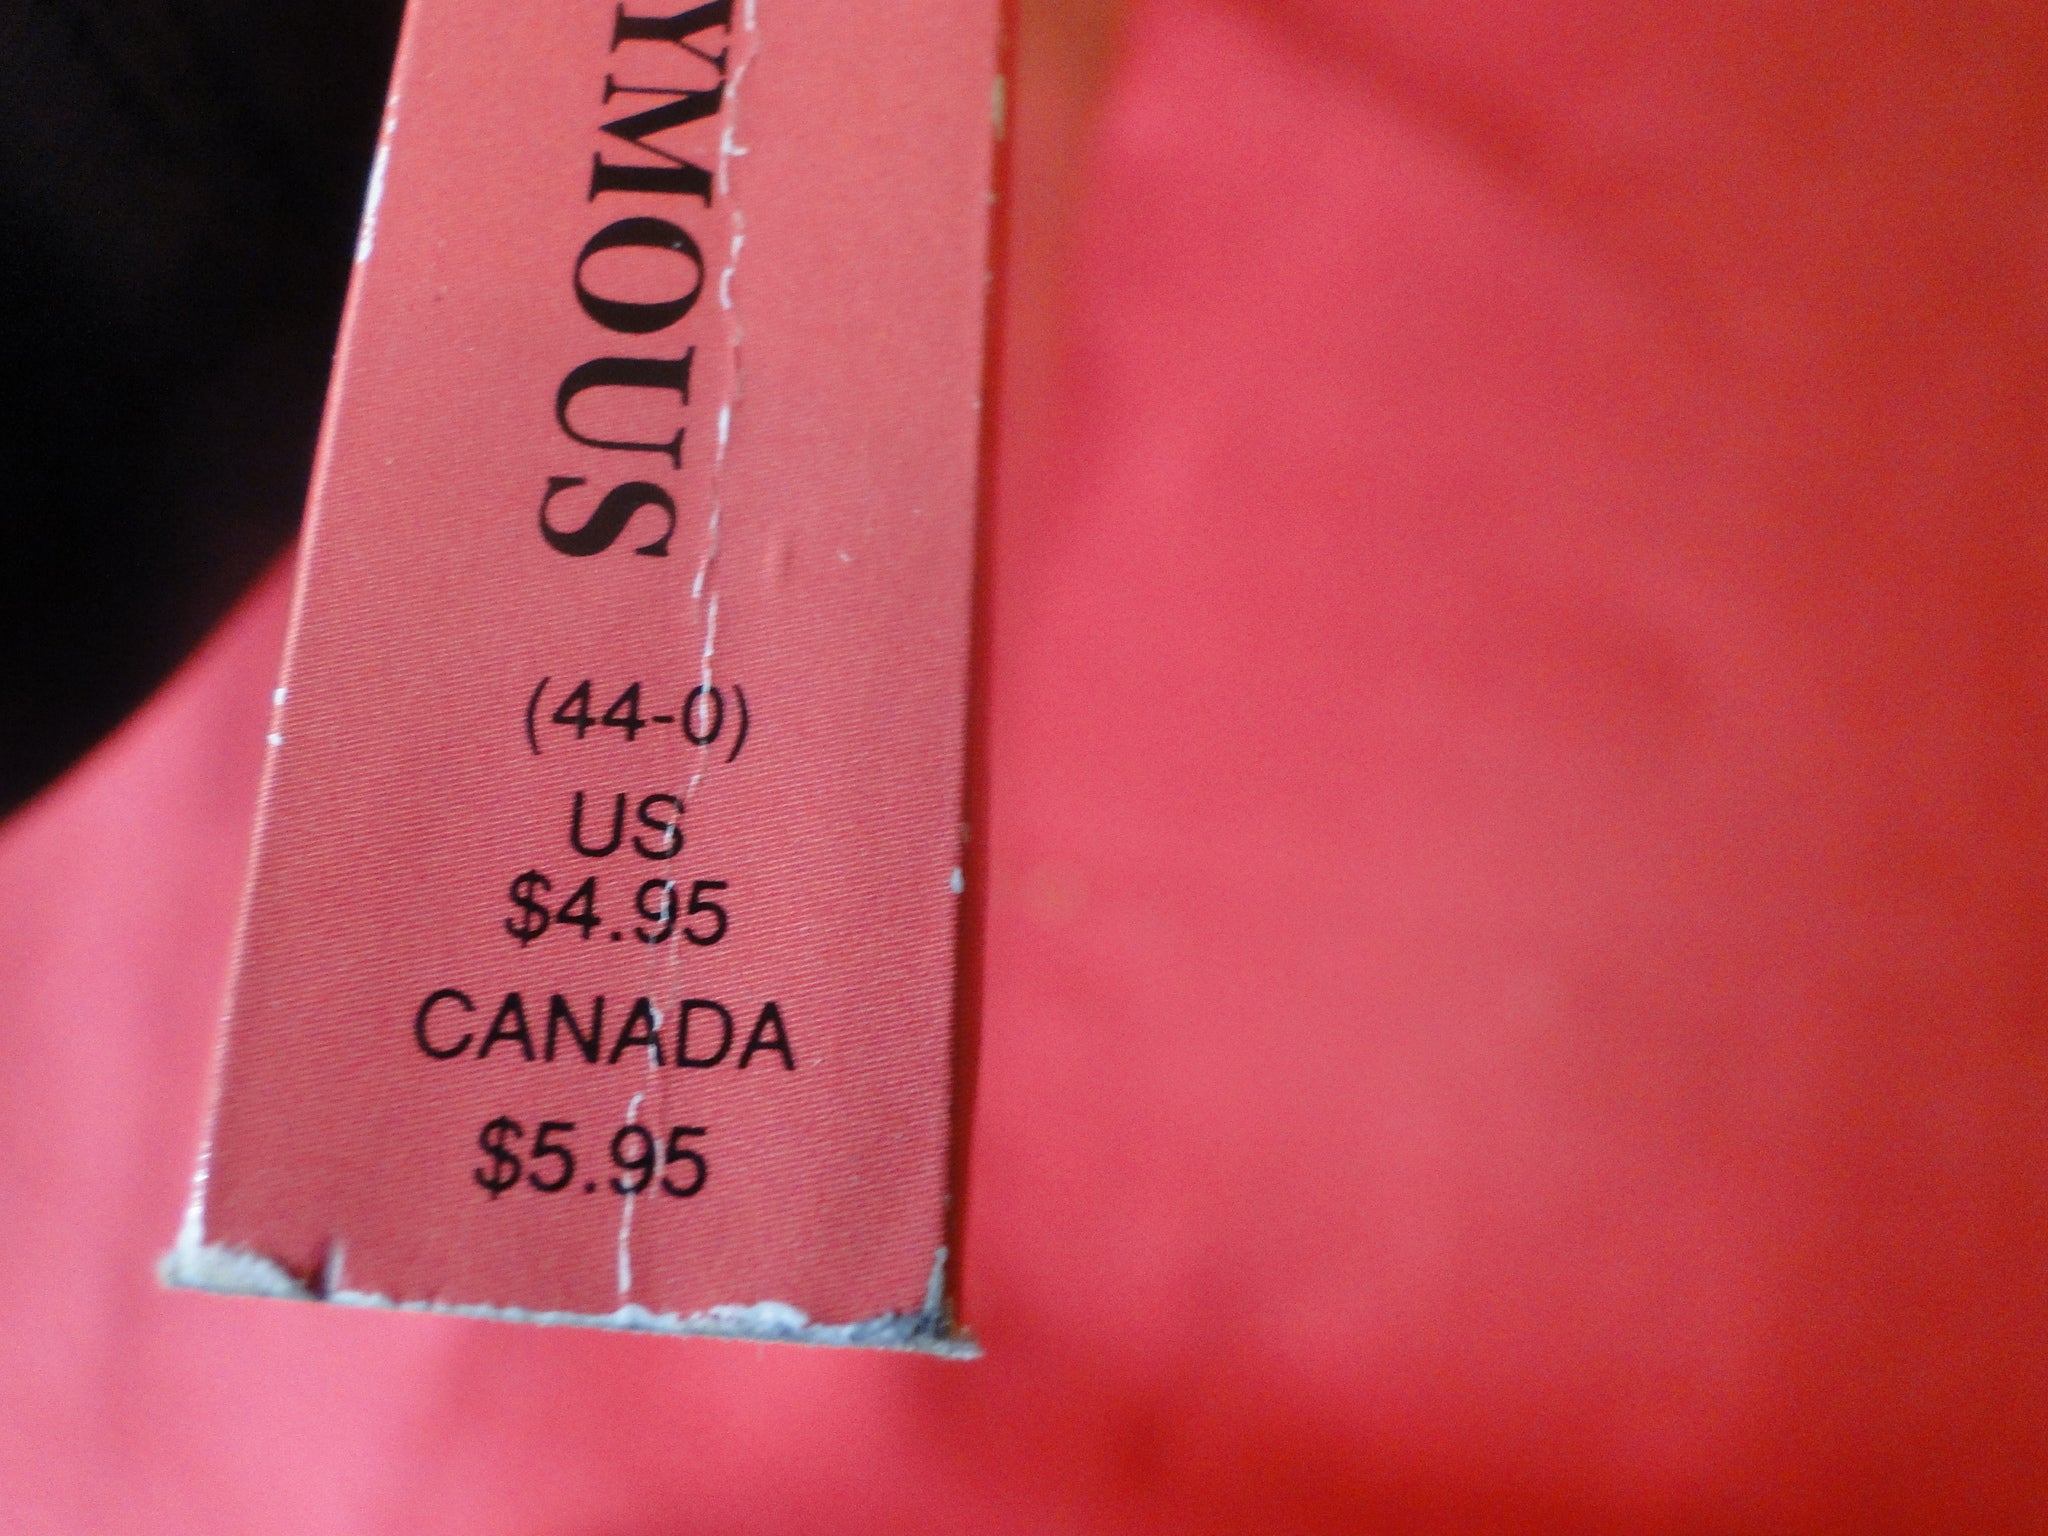 YMOUS
(44-0)
US
$4.95
CANADA
$5.95